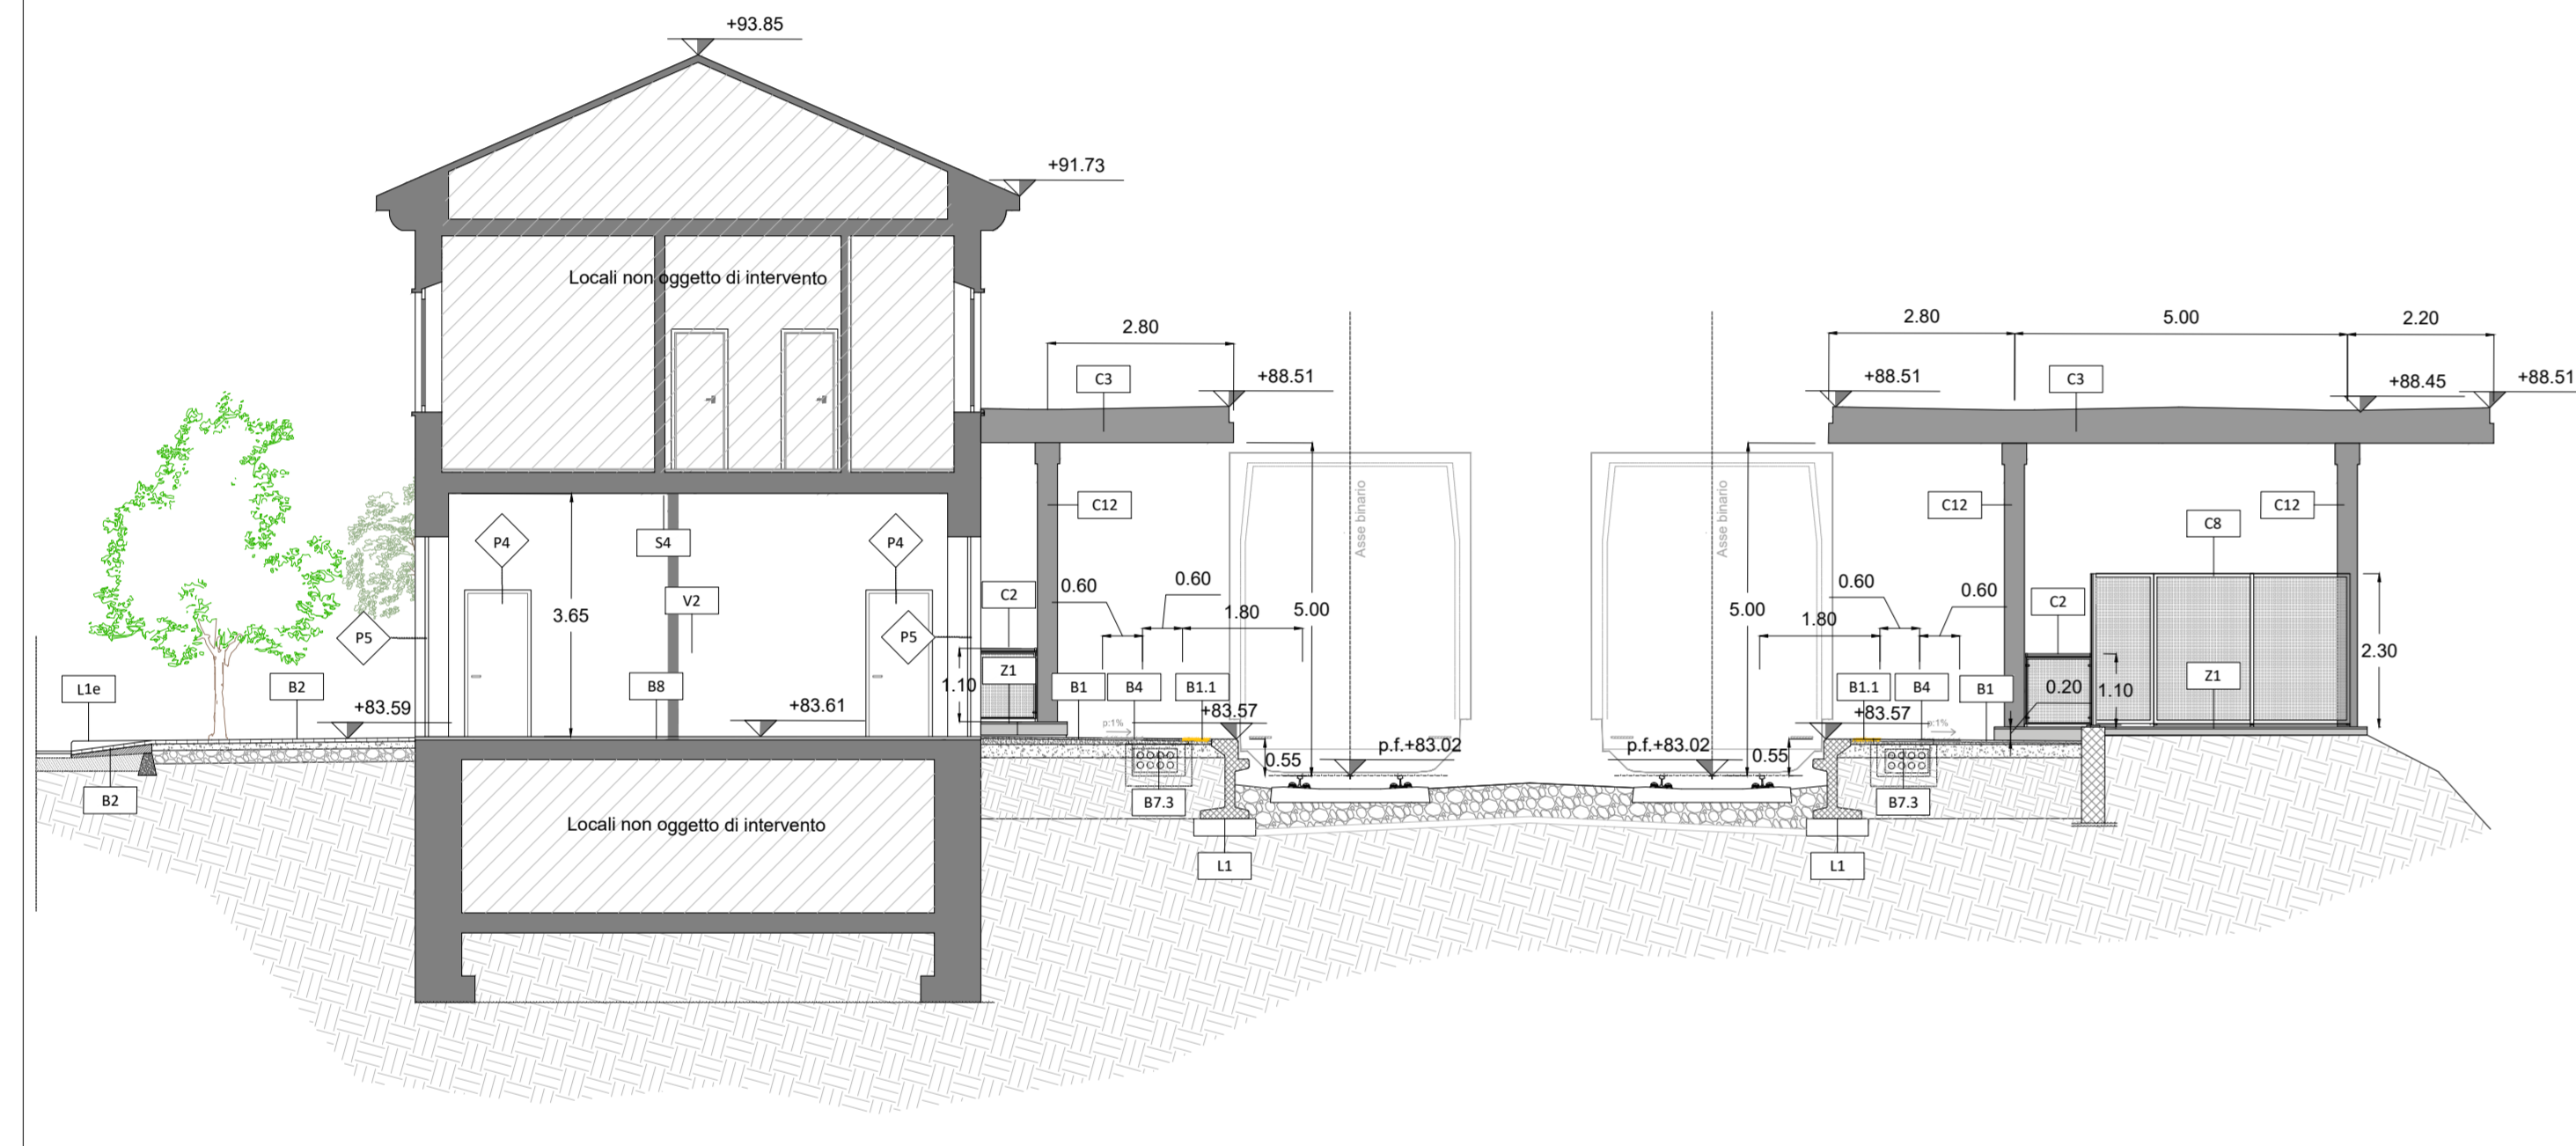 +93.85
+91.73
Locali non oggetto di intervento
2.80
C3
+88.51
2.80
5.00
2.20
+88.51
C3
+88.45
+88.51
C12
Asse binario
Asse binario
C12
C12
C8
P4
S4
P4
V2
3.65
C2
0.60
0.60
1.80
5.00
5.00
1.80
0.60
0.60
C2
2.30
P5
P5
Z1
1.10
L1e
B2
B8
B1
B4
B1.1
B1.1
B4
B1
0.20
1.10
Z1
+83.59
+83.61
+83.57
+83.57
p:1%
p:1%
0.55
p.f.+83.02
p.f.+83.02
0.55
B2
B7.3
B7.3
Locali non oggetto di intervento
L1
L1